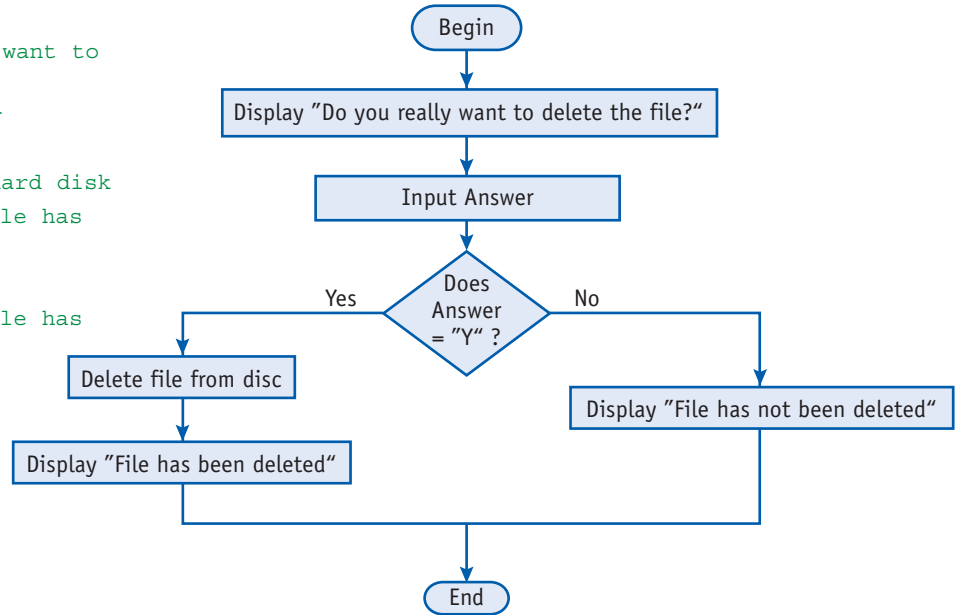 want to
hard disk
le has
le has
Begin
Display ″Do you really want to delete the file?“
Input Answer
Does
Answer
= ″Y“ ?
Yes
No
Delete file from disc
Display ″File has been deleted“
Display ″File has not been deleted“
End